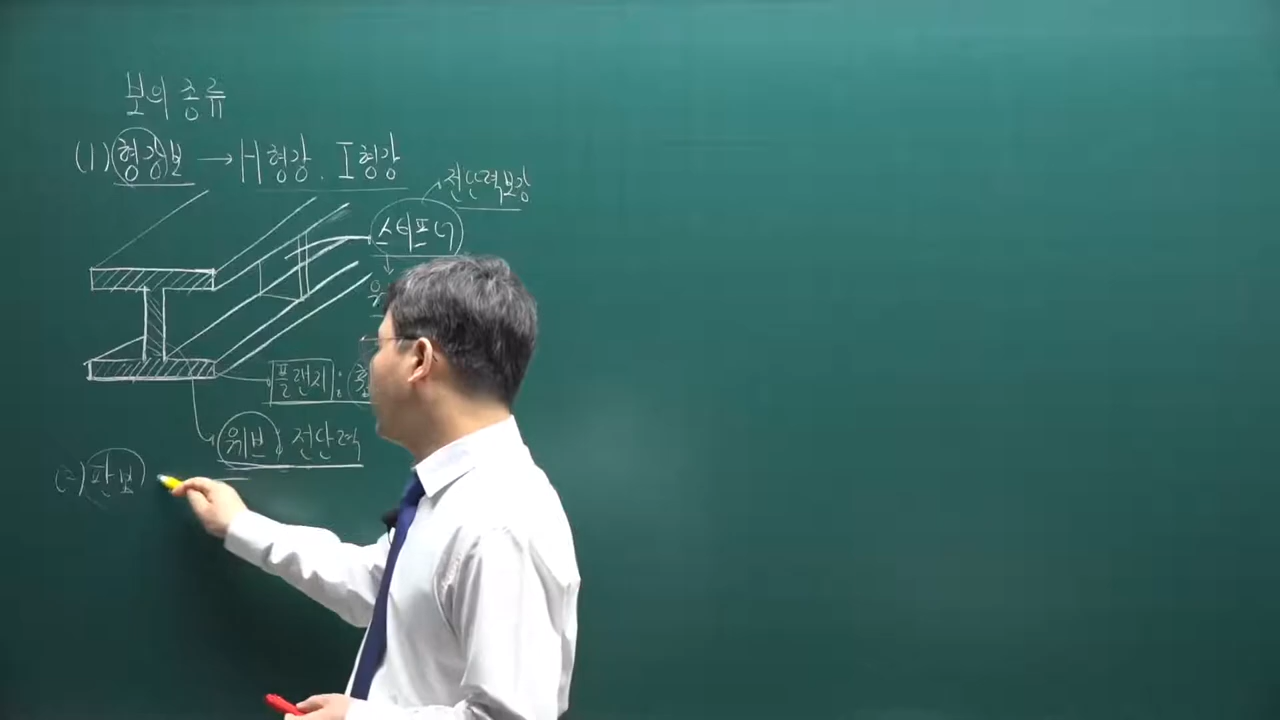 보의 종류
(1) 형강보 → H형강. I형강
전단력보강
스티프너
플랜지:
웨브 전단력
(2) 판보